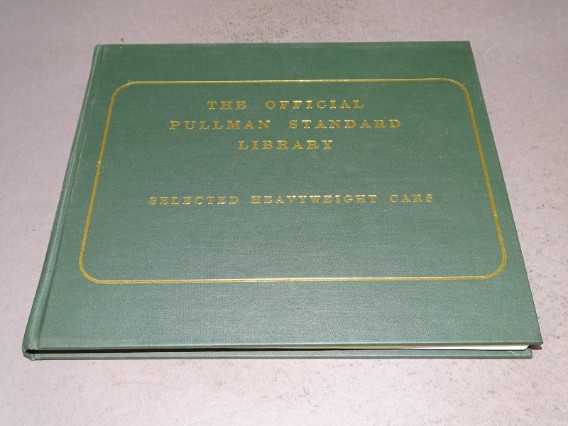 THE OFFICIAL
PULLMAN STANDARD
LIBRARY
SELECTED HEAVYWEIGHT CARS